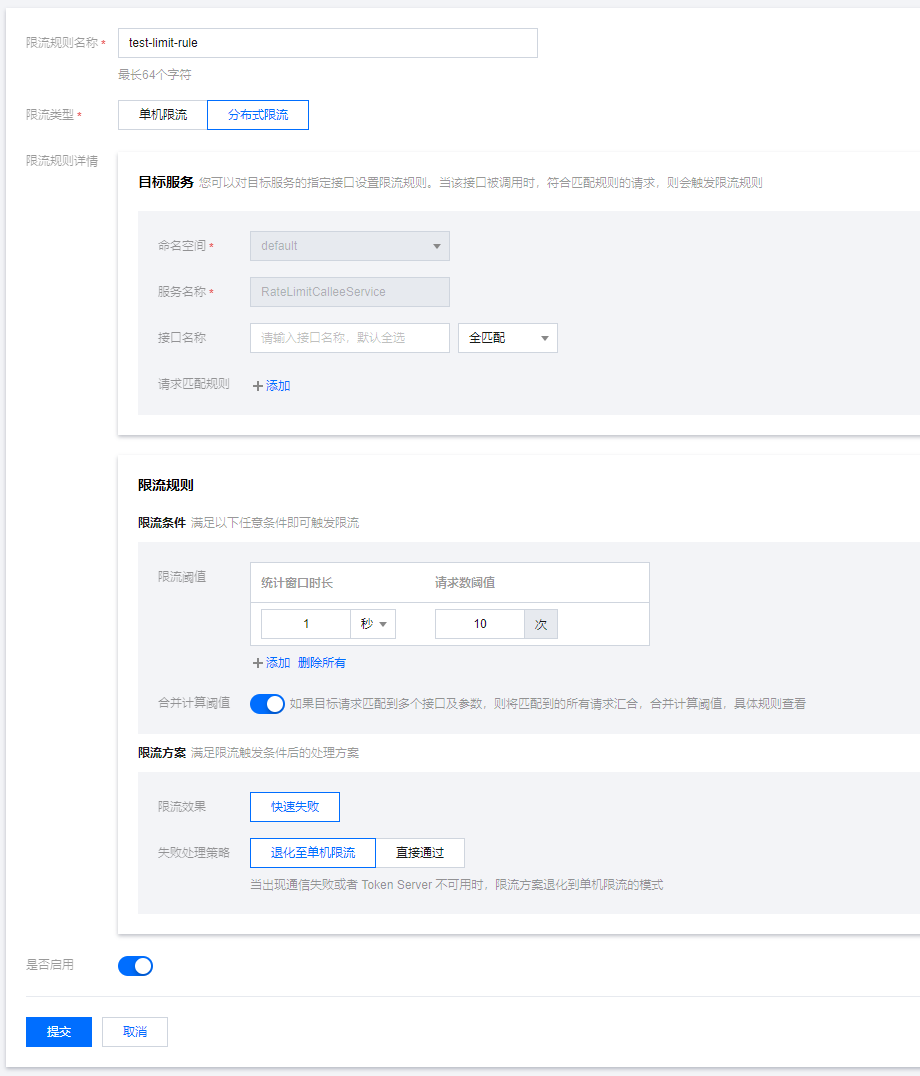 限流规则名称 * test-limit-rule
最长64个字符
限流类型 * 单机限流 分布式限流
限流规则详情
目标服务 您可以对目标服务的指定接口设置限流规则。当该接口被调用时，符合匹配规则的请求，则会触发限流规则
命名空间 * default
服务名称 * RateLimitCalleeService
接口名称 请输入接口名称，默认全选 全匹配
请求匹配规则 +添加
限流规则
限流条件 满足以下任意条件即可触发限流
限流阈值 统计窗口时长 请求数阈值
1 秒 10 次
+添加 删除所有
合并计算阈值 如果目标请求匹配到多个接口及参数，则将匹配到的所有请求汇合，合并计算阈值，具体规则查看
限流方案 满足限流触发条件后的处理方案
限流效果 快速失败
失败处理策略 退化至单机限流 直接通过
当出现通信失败或者 Token Server 不可用时，限流方案退化到单机限流的模式
是否启用
提交 取消